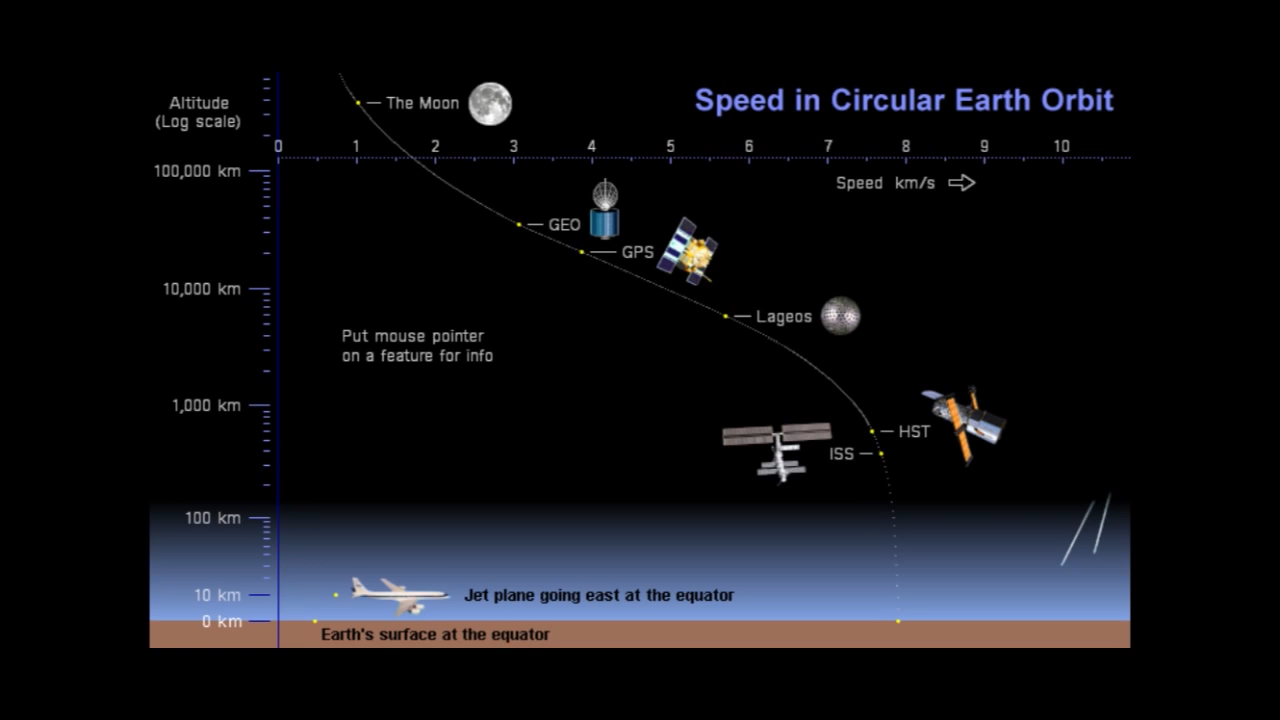 Speed in Circular Earth Orbit
Altitude
(Log scale)
The Moon
0 1 2 3 4 5 6 7 8 9 10
100,000 km
Speed km/s
GEO
GPS
10,000 km
Lageos
Put mouse pointer
on a feature for info
1,000 km
HST
ISS
100 km
10 km
Jet plane going east at the equator
0 km
Earth's surface at the equator